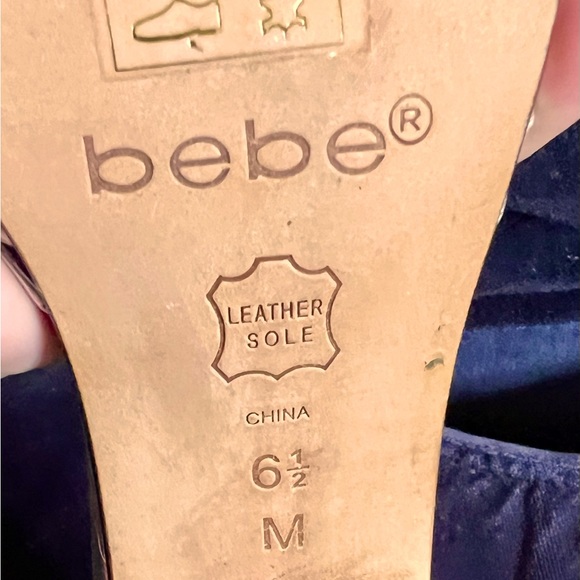 bebe®
LEATHER
SOLE
CHINA
6½
M